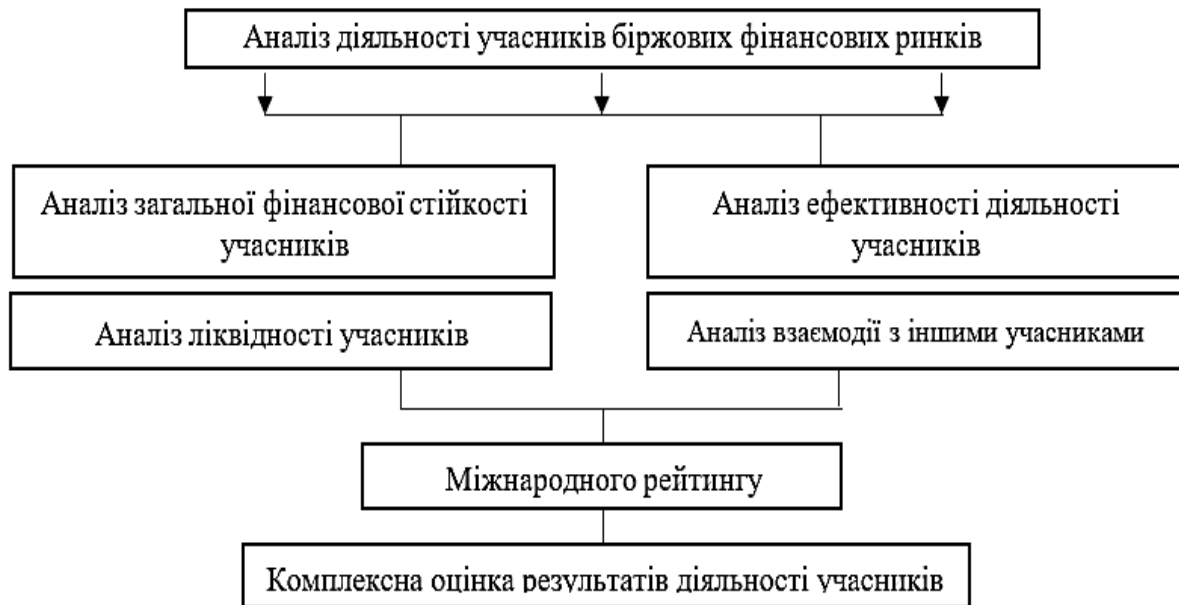 Аналіз діяльності учасників біржових фінансових ринків
Аналіз загальної фінансової стійкості
учасників
Аналіз ефективності діяльності
учасників
Аналіз ліквідності учасників
Аналіз взаємодії з іншими учасниками
Міжнародного рейтингу
Комплексна оцінка результатів діяльності учасників